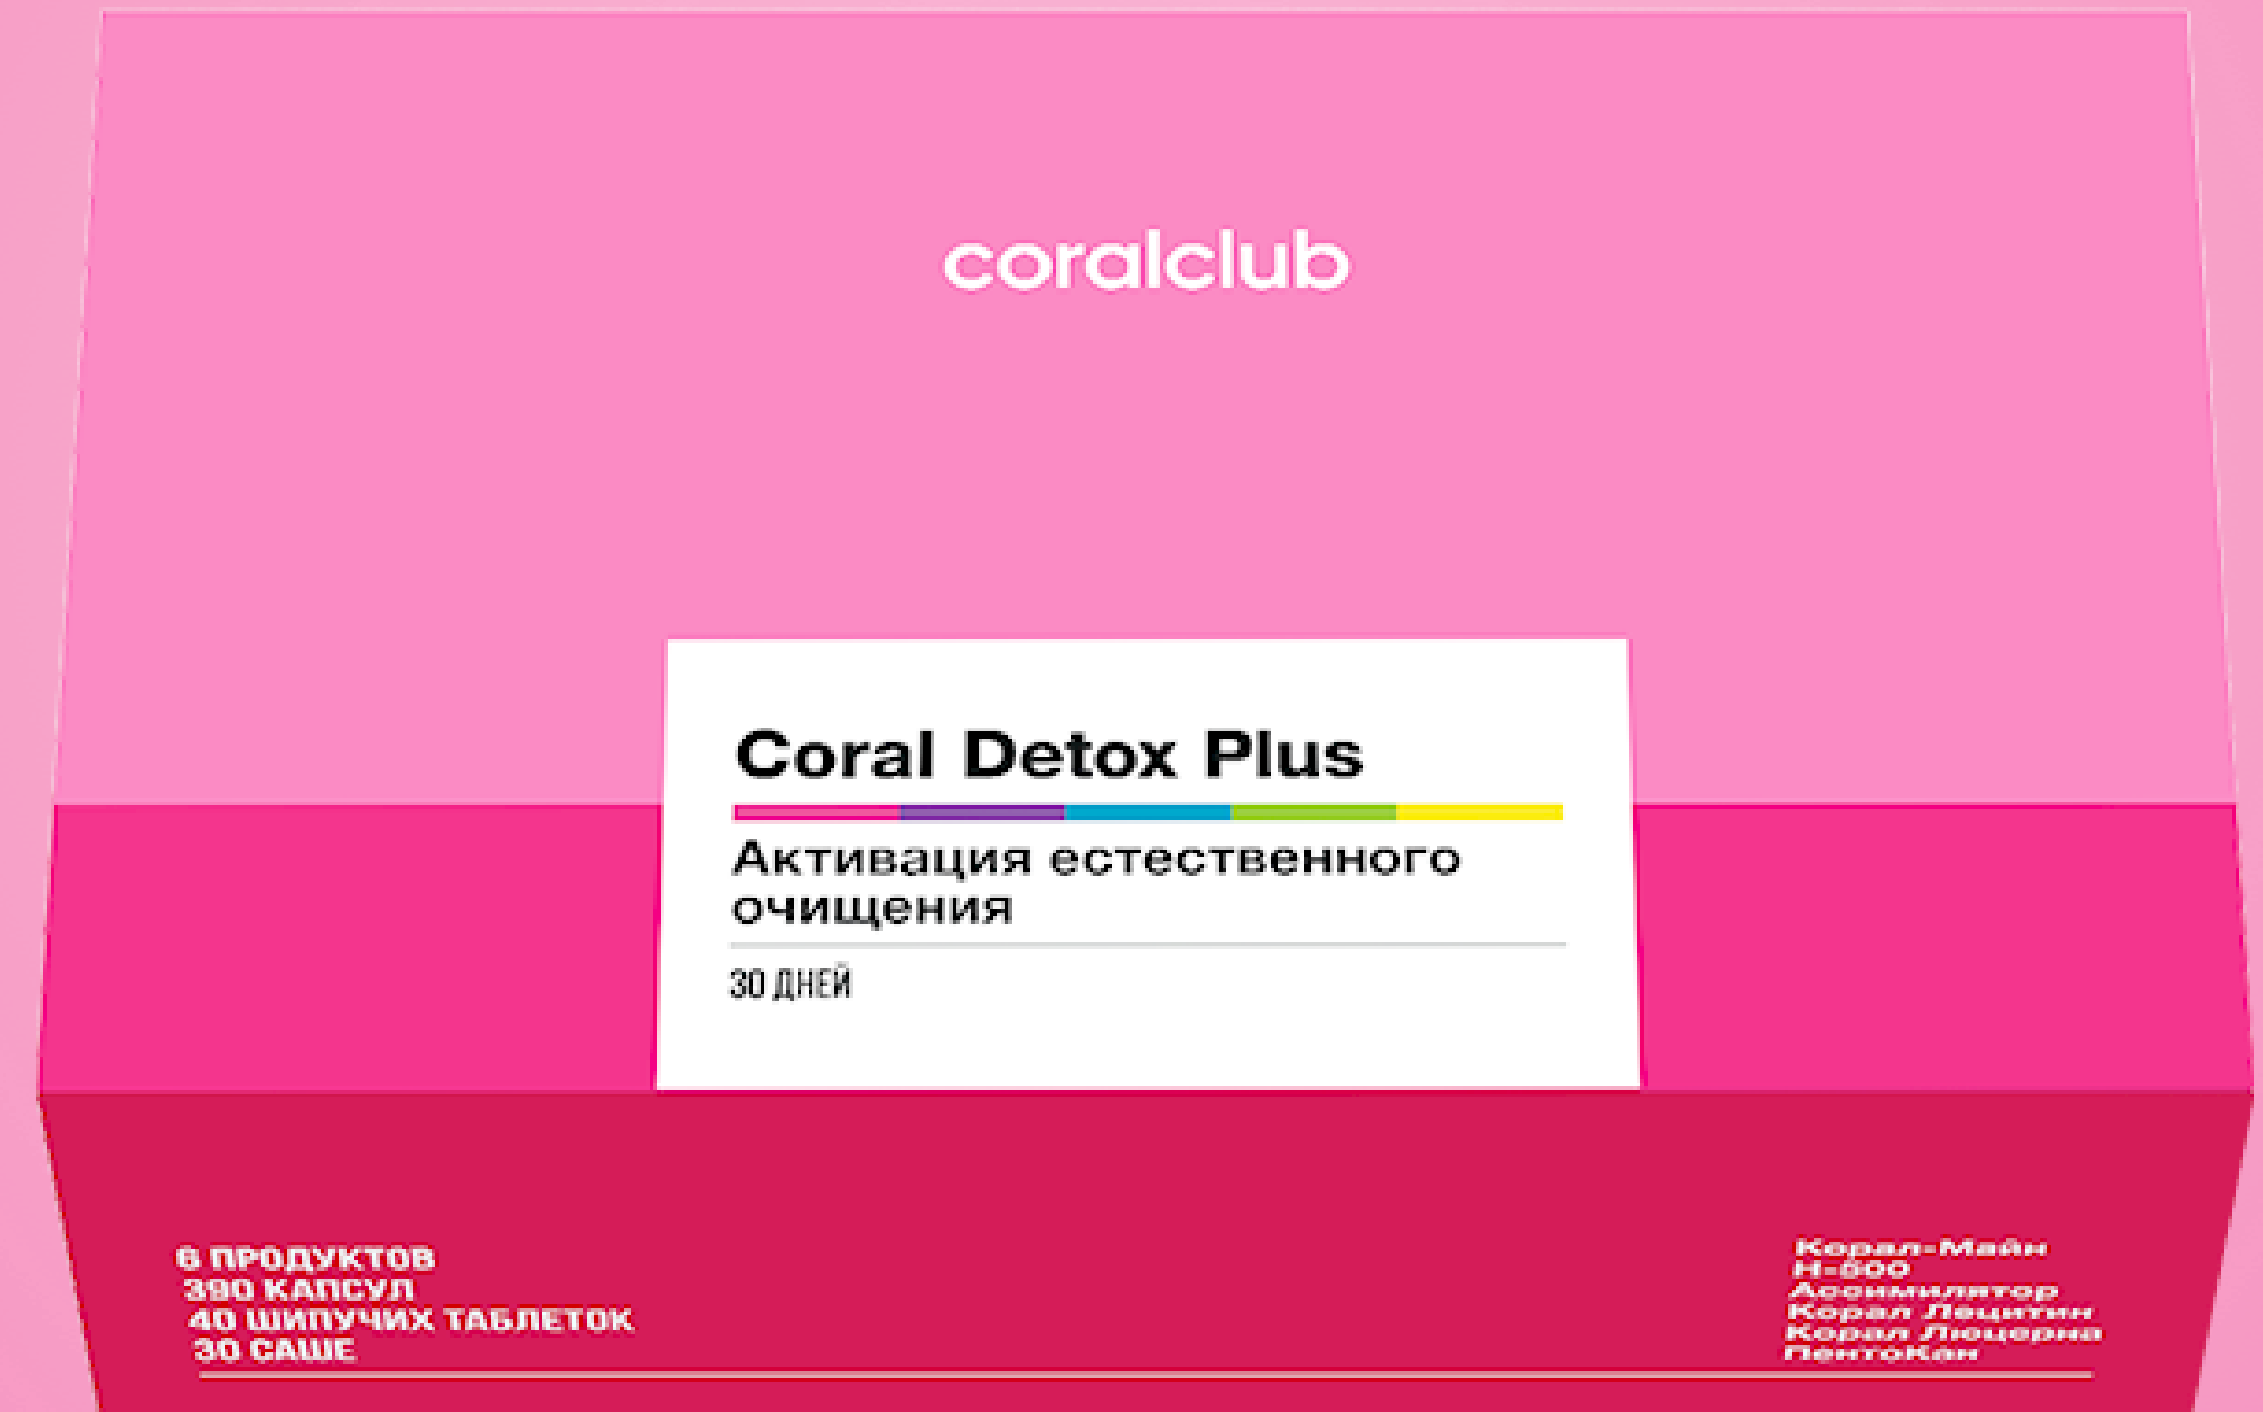 coralclub
Coral Detox Plus
Активация естественного
очищения
30 ДНЕЙ
6 ПРОДУКТОВ
390 КАПСУЛ
40 ШИПУЧИХ ТАБЛЕТОК
30 САШЕ
Корал-Майн
H-500
Ассимилятор
Корал Лецитин
Корал Люцерна
ПентоКан